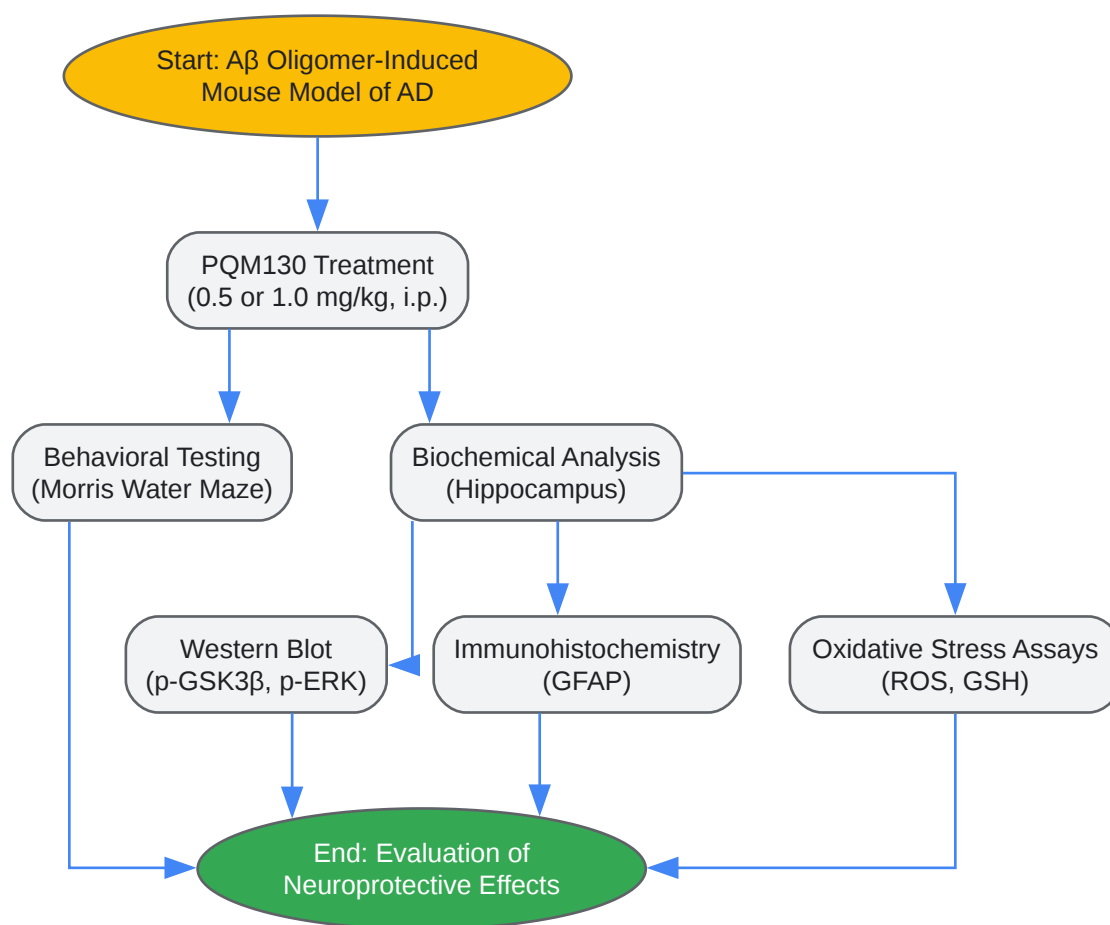 Start: Aβ Oligomer-Induced
Mouse Model of AD
PQM130 Treatment
(0.5 or 1.0 mg/kg, i.p.)
Behavioral Testing
(Morris Water Maze)
Biochemical Analysis
(Hippocampus)
Western Blot
(p-GSK3β, p-ERK)
Immunohistochemistry
(GFAP)
Oxidative Stress Assays
(ROS, GSH)
End: Evaluation of
Neuroprotective Effects